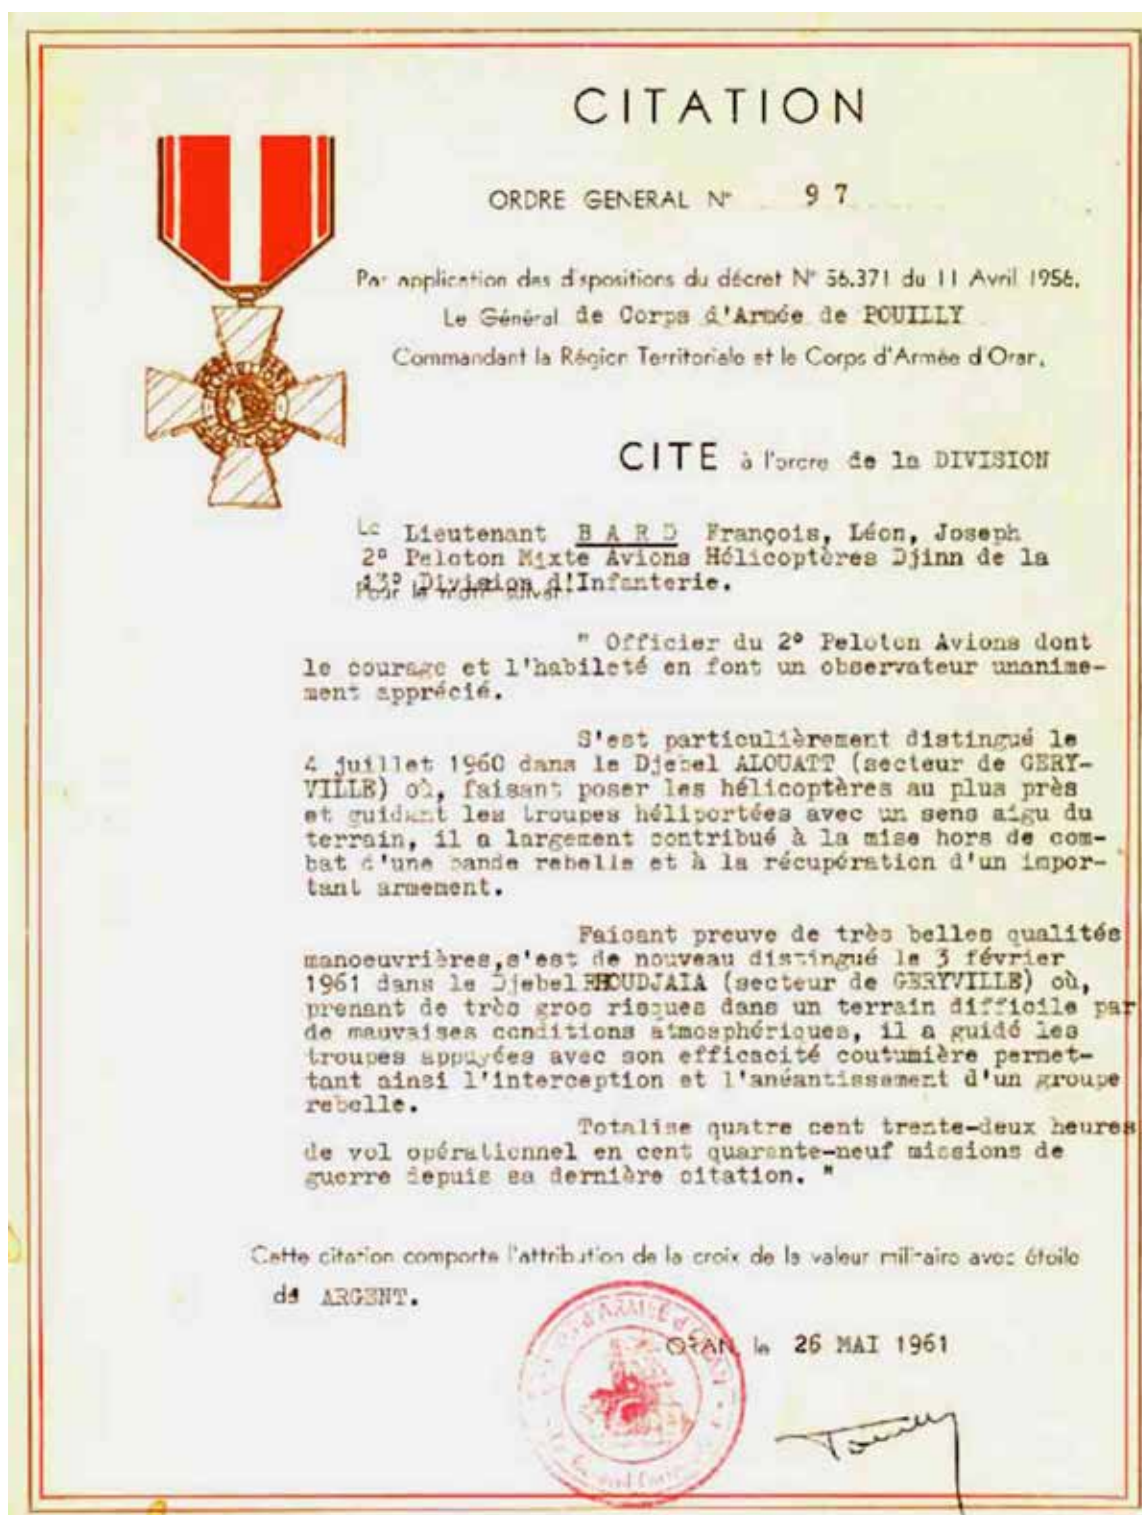 CITATION
ORDRE GENERAL N° 97
Par application des dispositions du décret N° 56.371 du 11 Avril 1956,
Le Général de Corps d'Armée de POUILLY
Commandant la Région Territoriale et le Corps d'Armée d'Oran,
CITE à l'ordre de la DIVISION
Le Lieutenant BARD François, Léon, Joseph
2° Peloton Mixte Avions Hélicoptères Djinn de la
13° Division d'Infanterie.
Pour le motif suivant
" Officier du 2° Peloton Avions dont
le courage et l'habileté en font un observateur unanime-
ment apprécié.
S'est particulièrement distingué le
4 juillet 1960 dans le Djebel ALOUATT (secteur de GERY-
VILLE) où, faisant poser les hélicoptères au plus près
et guidant les troupes héliportées avec un sens aigu du
terrain, il a largement contribué à la mise hors de com-
bat d'une bande rebelle et à la récupération d'un impor-
tant armement.
Faisant preuve de très belles qualités
manoeuvrières,s'est de nouveau distingué le 3 février
1961 dans le Djebel (secteur de GERYVILLE) où,
prenant de très gros risques dans un terrain difficile par
de mauvaises conditions atmosphériques, il a guidé les
troupes appuyées avec son efficacité coutumière permet-
tant ainsi l'interception et l'anéantissement d'un groupe
rebelle.
Totalise quatre cent trente-deux heures
de vol opérationnel en cent quarante-neuf missions de
guerre depuis sa dernière citation. "
Cette citation comporte l'attribution de la croix de la valeur militaire avec étoile
de ARGENT.
d'ARMÉE d'ORAN
ORAN, le 26 MAI 1961
Pouilly